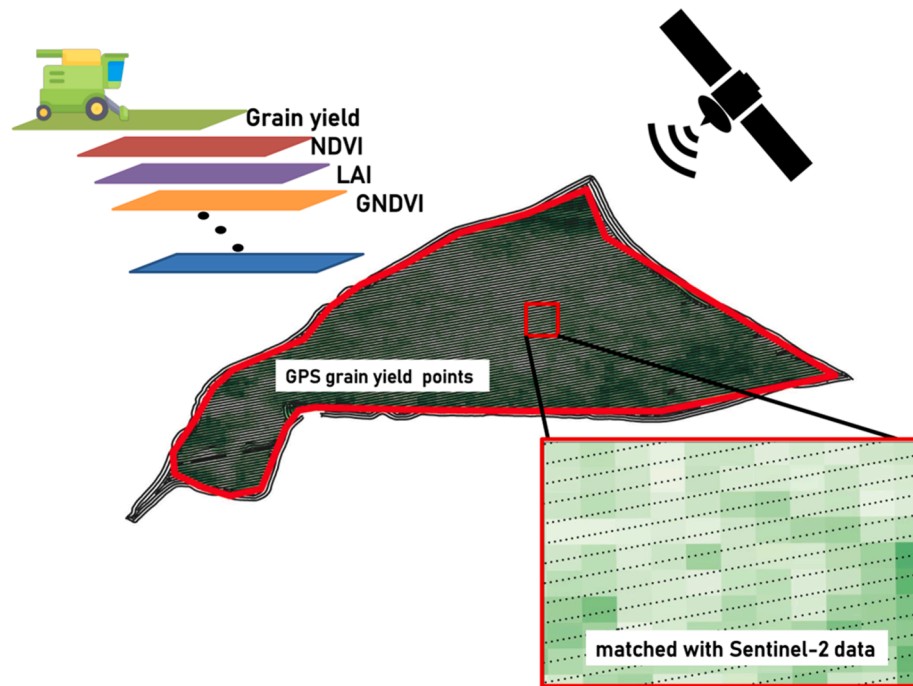 Grain yield
NDVI
LAI
GNDVI
GPS grain yield points
matched with Sentinel-2 data